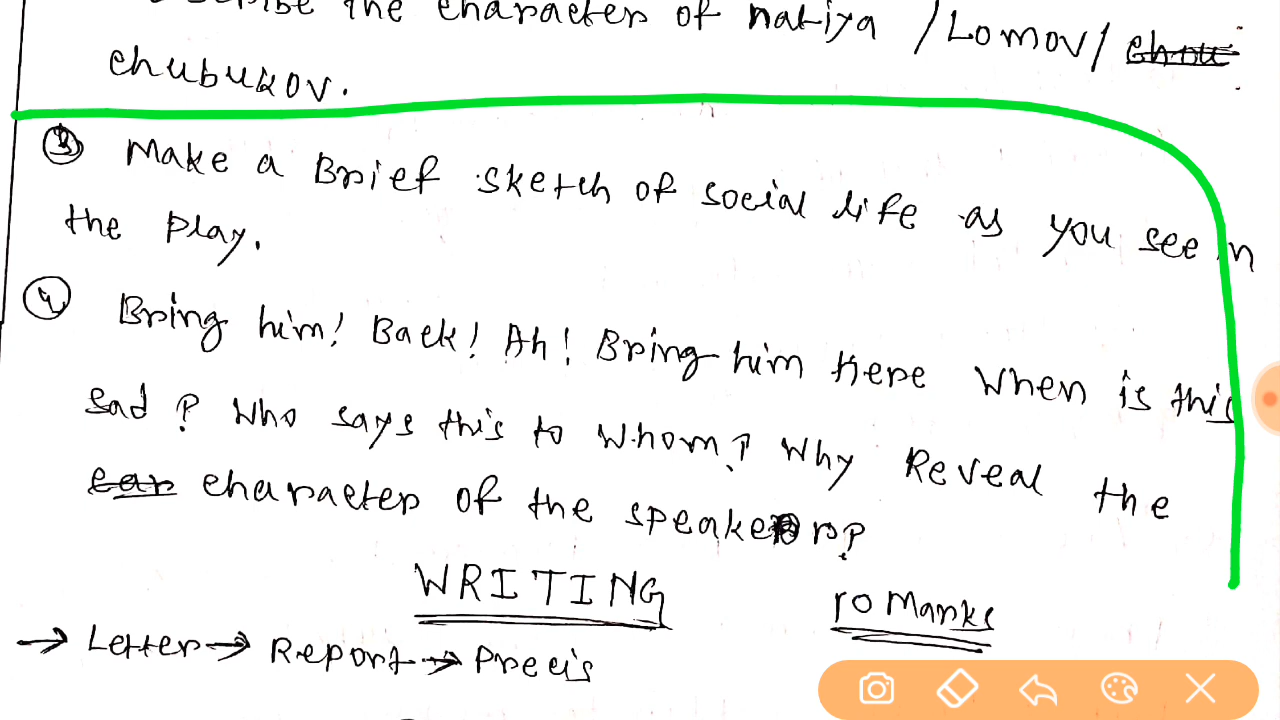 the character of natiya /Lomov/
chubukov.
③ Make a Brief sketch of social life as you see in
the Play.
④ Bring him! Back! Ah! Bring him here When is this
sad? Who says this to whom? Why Reveal the
character of the speaker?
WRITING 10 Marks
→ Letter → Report → Precis